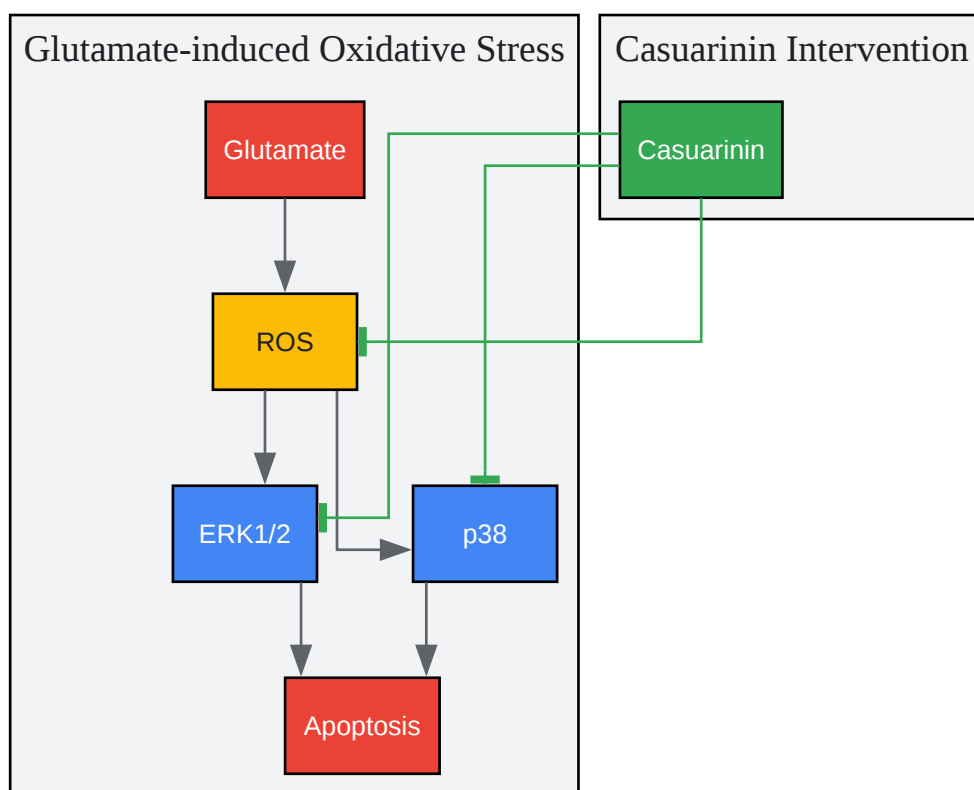 Glutamate-induced Oxidative Stress
Casuarinin Intervention
Glutamate
Casuarinin
ROS
ERK1/2
p38
Apoptosis